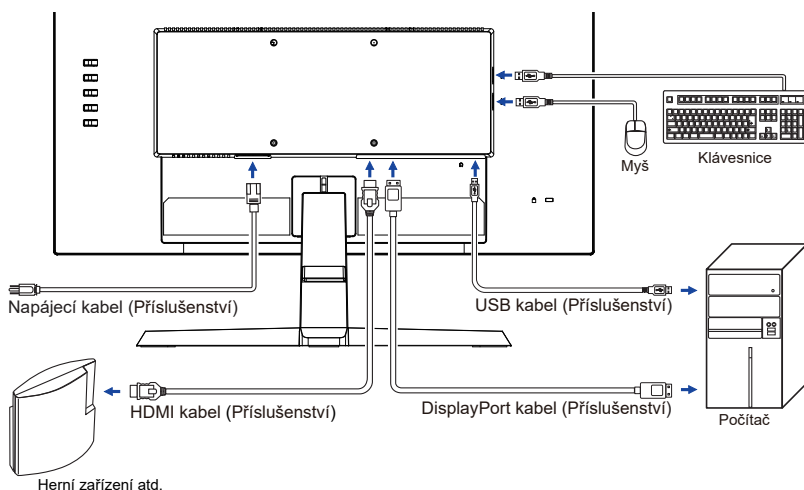 Myš
Klávesnice
Napájecí kabel (Příslušenství)
USB kabel (Příslušenství)
HDMI kabel (Příslušenství)
DisplayPort kabel (Příslušenství)
Počítač
Herní zařízení atd.